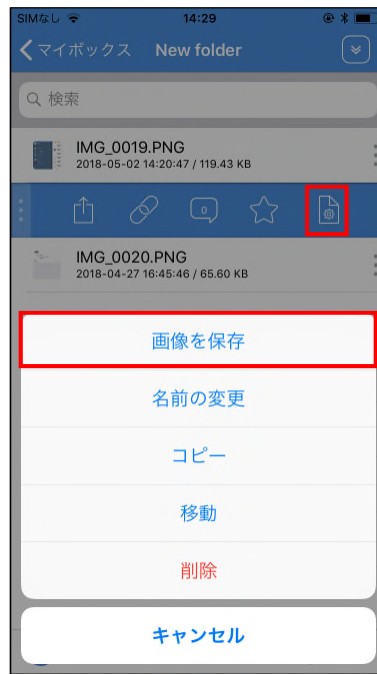 SIMなし 14:29
マイボックス New folder
検索
IMG_0019.PNG
2018-05-02 14:20:47 / 119.43 KB
0
IMG_0020.PNG
2018-04-27 16:45:46 / 65.60 KB
画像を保存
名前の変更
コピー
移動
削除
キャンセル